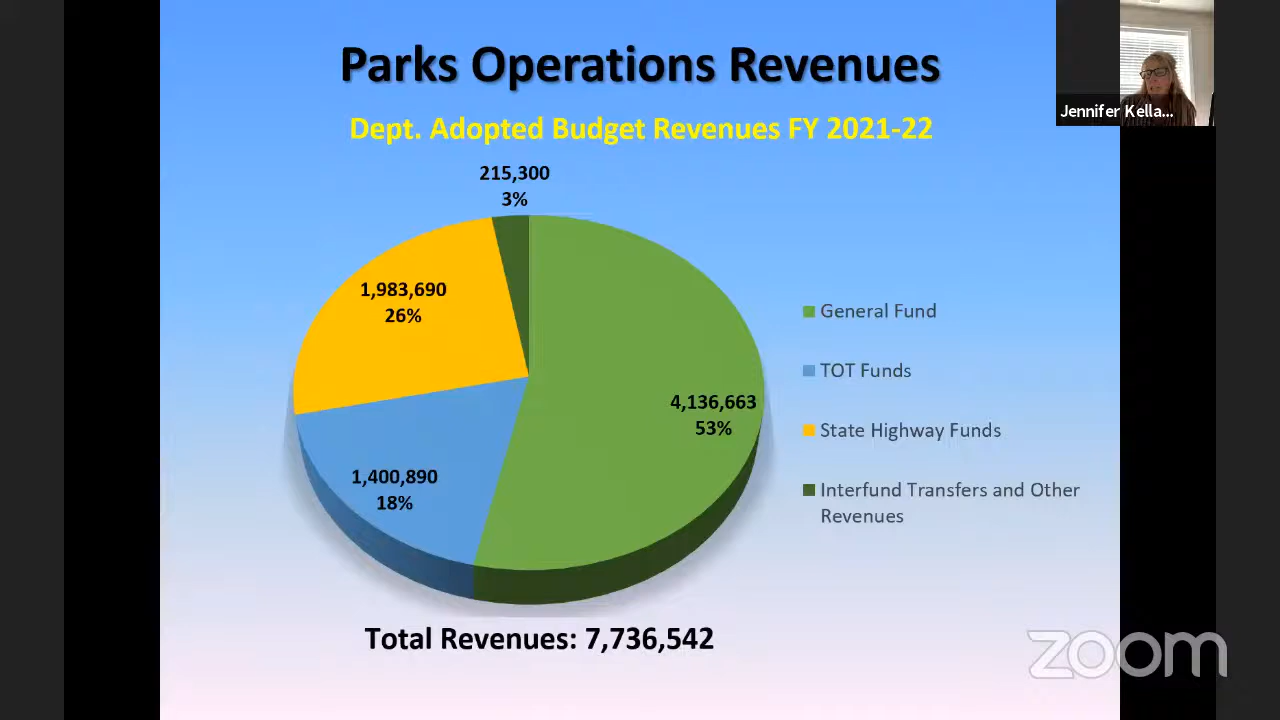 Parks Operations Revenues
Jennifer Kella...
Dept. Adopted Budget Revenues FY 2021-22
215,300
3%
1,983,690
26%
General Fund
TOT Funds
4,136,663
53%
State Highway Funds
1,400,890
18%
Interfund Transfers and Other
Revenues
Total Revenues: 7,736,542
zoom